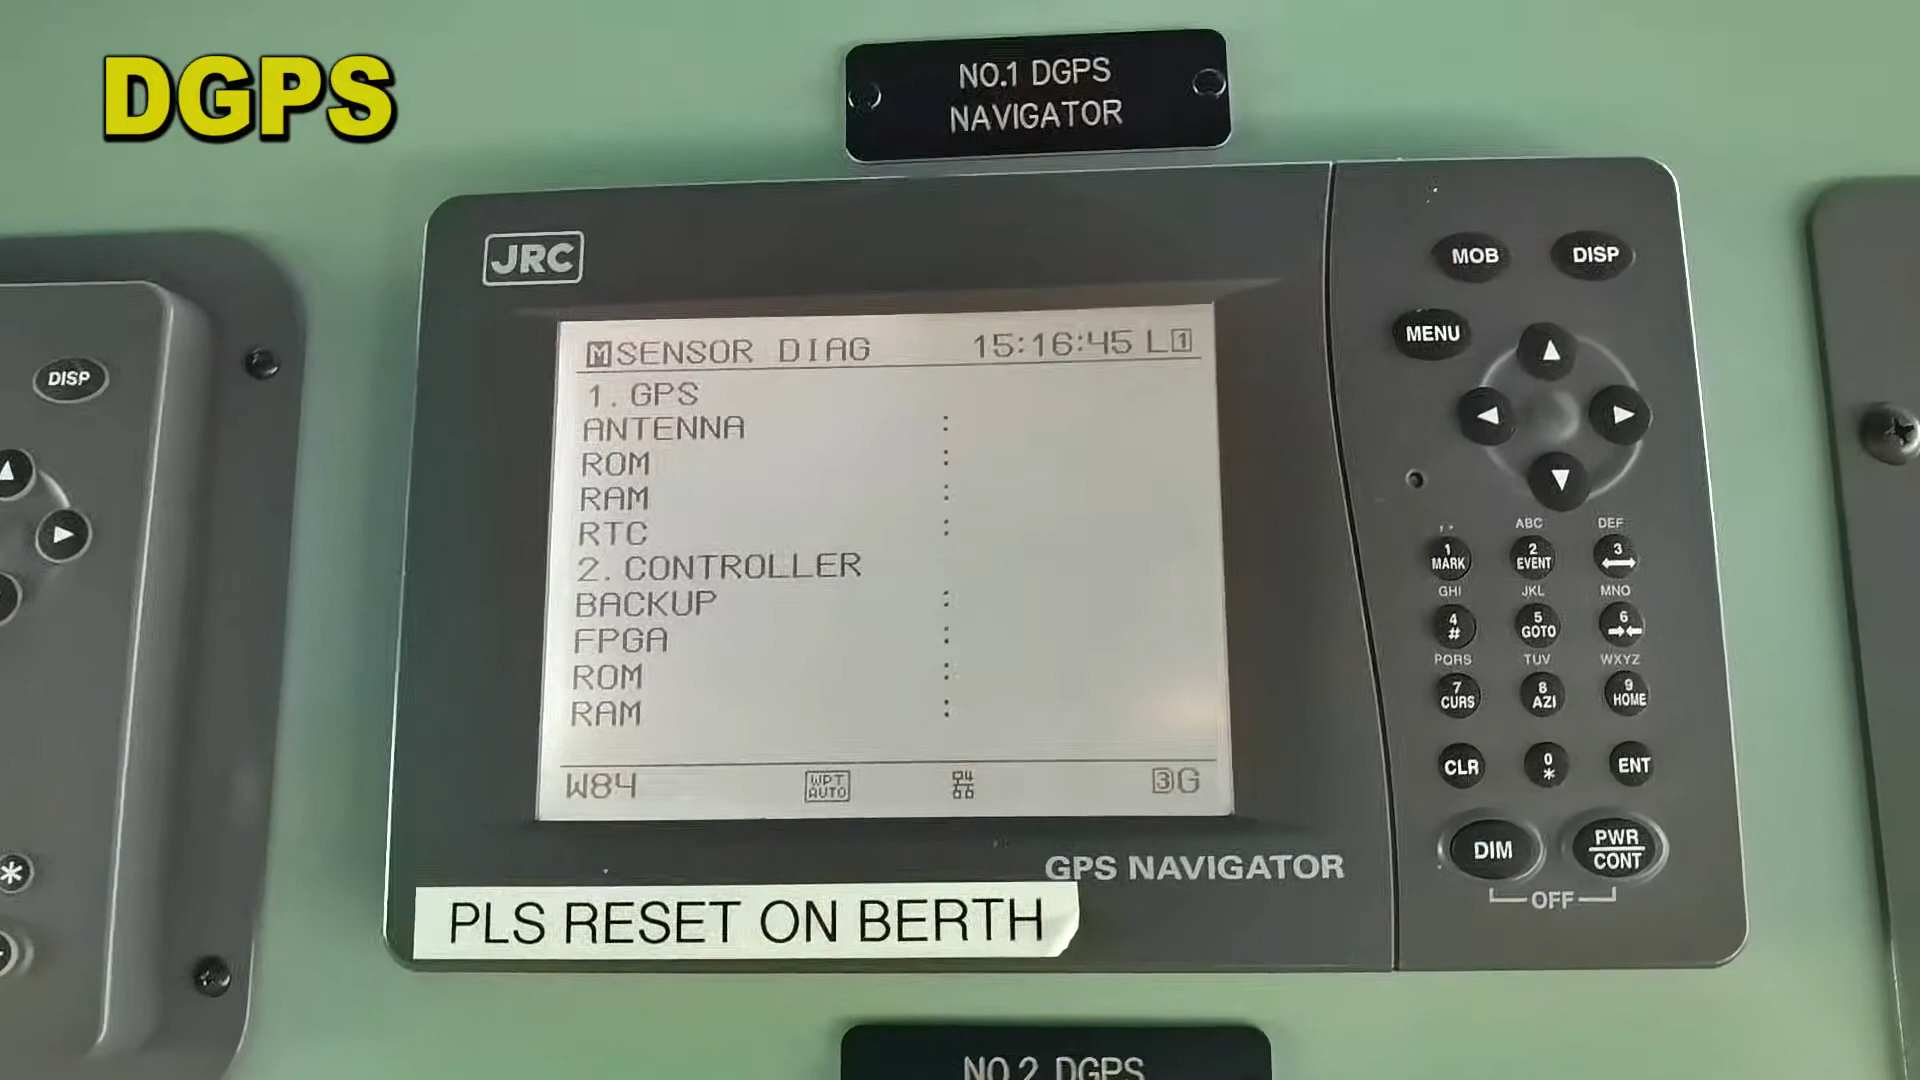 DGPS
NO.1 DGPS
NAVIGATOR
JRC
M SENSOR DIAG 15:16:45 L 1
1. GPS
ANTENNA :
ROM :
RAM :
RTC :
2. CONTROLLER
BACKUP :
FPGA :
ROM :
RAM :
W84 WPT AUTO 3G
GPS NAVIGATOR
PLS RESET ON BERTH
MOB DISP
MENU
ABC DEF
1 MARK 2 EVENT 3
GHI JKL MNO
4 # 5 GOTO 6
PQRS TUV WXYZ
7 CURS 8 AZI 9 HOME
CLR 0 * ENT
DIM PWR CONT
OFF
DISP
*
NO.2 DGPS